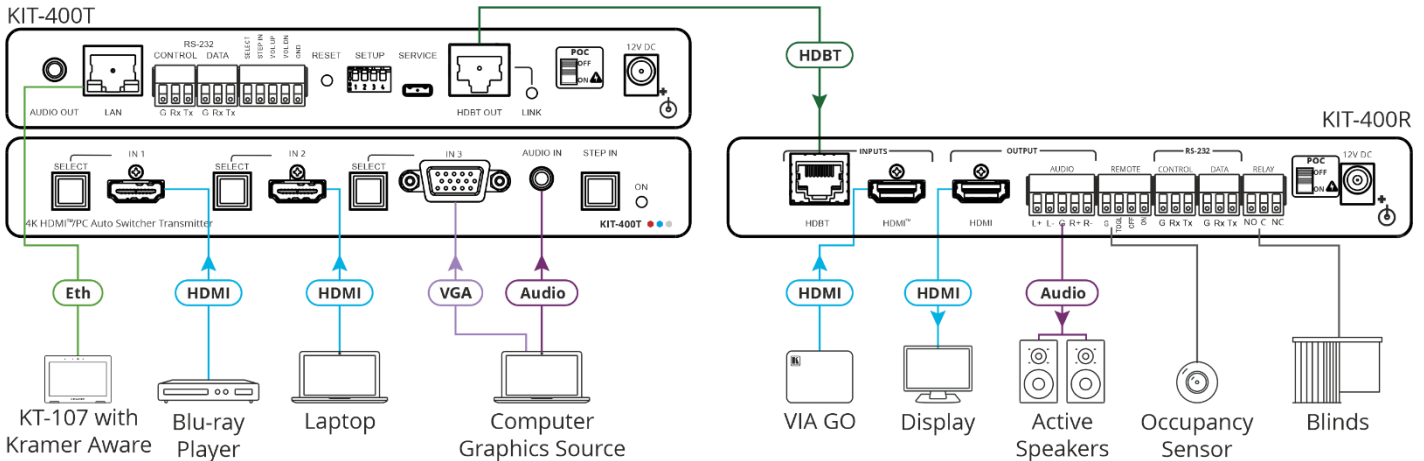 KIT-400T
RS-232
CONTROL DATA
SELECT
STEP IN
VOL UP
VOL DN
GND
RESET SETUP SERVICE
POC
OFF
ON
12V DC
1 2 3 4
AUDIO OUT LAN G Rx Tx G Rx Tx HDBT OUT LINK
HDBT
KIT-400R
SELECT IN 1 SELECT IN 2 SELECT IN 3 AUDIO IN STEP IN
ON
4K HDMI™/PC Auto Switcher Transmitter
KIT-400T
INPUTS OUTPUT RS-232
AUDIO REMOTE CONTROL DATA RELAY
POC
OFF
ON
12V DC
HDBT HDMI™ HDMI L+ L- G R+ R- TOGL OFF ON G Rx Tx G Rx Tx NO C NC
Eth HDMI HDMI VGA Audio HDMI HDMI Audio
KT-107 with
Kramer Aware
Blu-ray
Player
Laptop
Computer
Graphics Source
VIA GO
Display
Active
Speakers
Occupancy
Sensor
Blinds